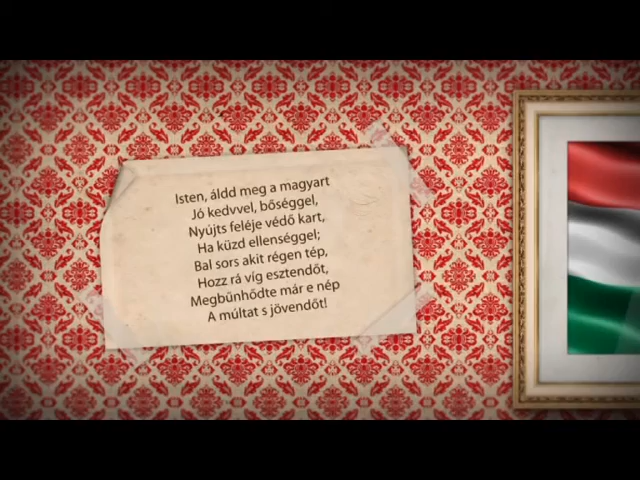 Isten, áldd meg a magyart
Jó kedvvel, bőséggel,
Nyújts feléje védő kart,
Ha küzd ellenséggel;
Bal sors akit régen tép,
Hozz rá víg esztendőt,
Megbűnhődte már e nép
A múltat s jövendőt!